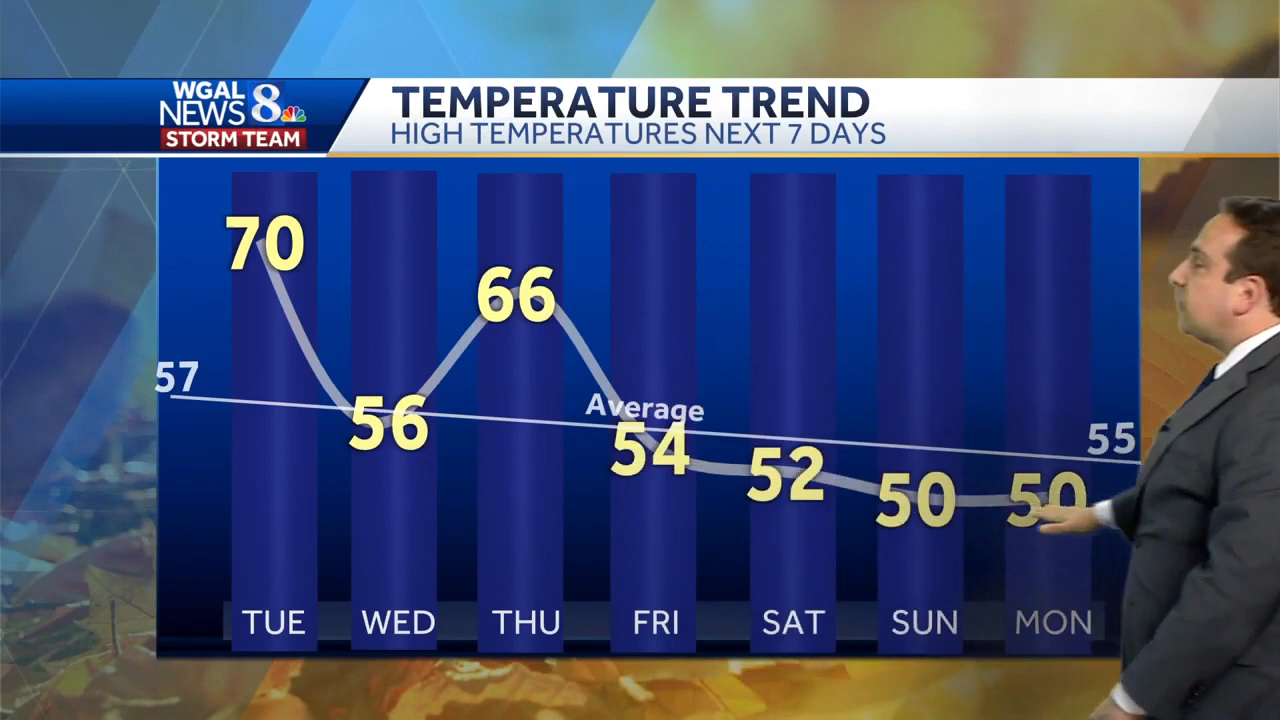 WGAL
NEWS 8
STORM TEAM
TEMPERATURE TREND
HIGH TEMPERATURES NEXT 7 DAYS
70
66
57
Average
56
54
55
52
50
50
TUE WED THU FRI SAT SUN MON